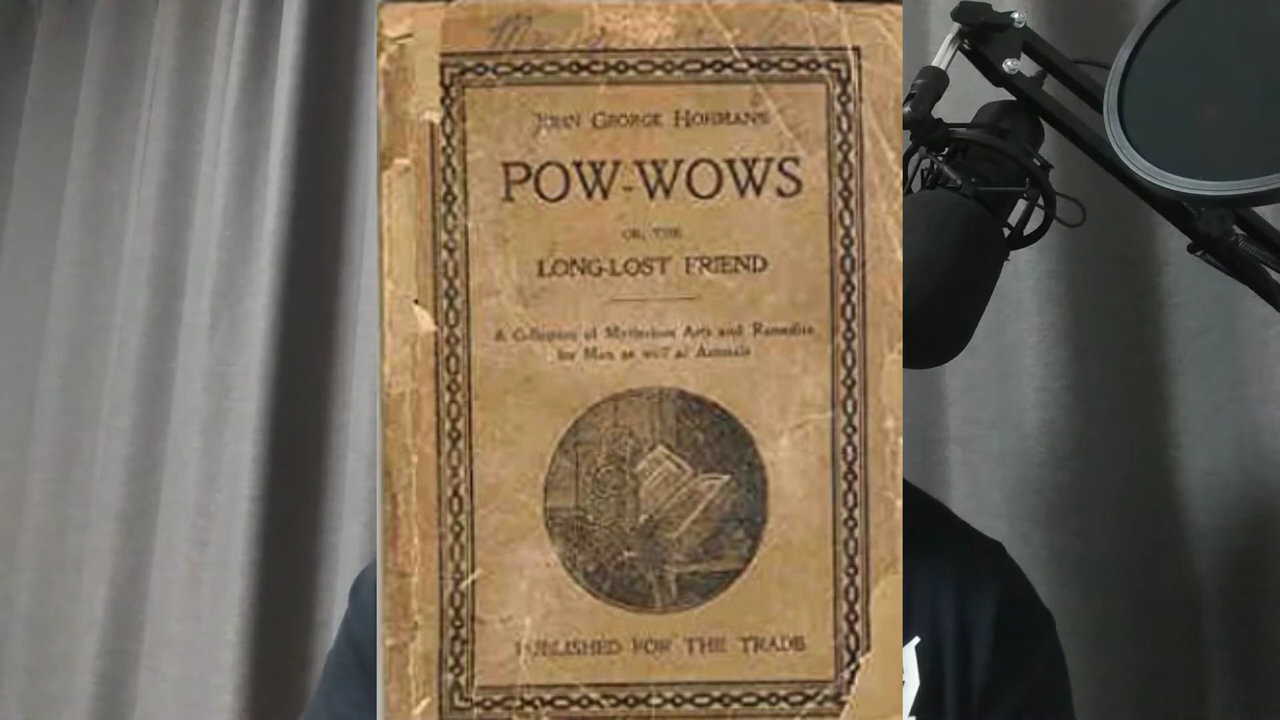 JOHN GEORGE HOHMAN'S
POW-WOWS
OR, THE
LONG-LOST FRIEND
A Collection of Mysterious Arts and Remedies
for Man as well as Animals
PUBLISHED FOR THE TRADE